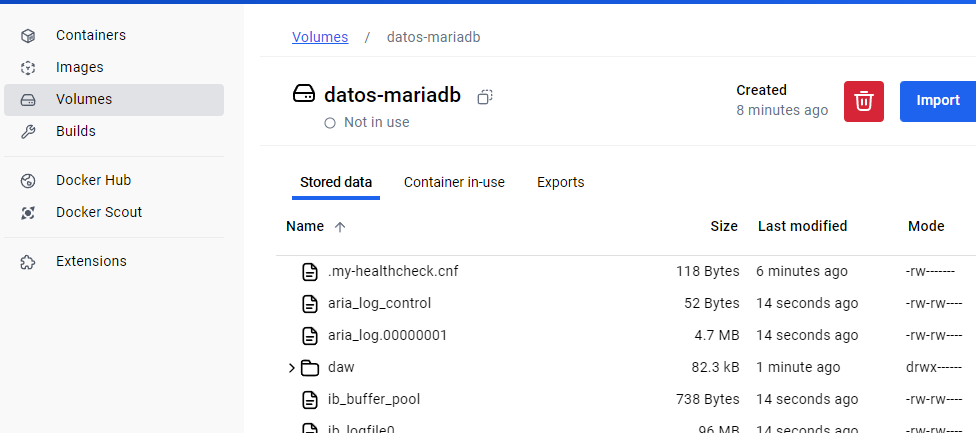 Containers
Images
Volumes
Builds
Docker Hub
Docker Scout
Extensions
Volumes / datos-mariadb
datos-mariadb
Not in use
Created
8 minutes ago
Import
Stored data Container in-use Exports
Name Size Last modified Mode
.my-healthcheck.cnf 118 Bytes 6 minutes ago -rw-------
aria_log_control 52 Bytes 14 seconds ago -rw-rw----
aria_log.00000001 4.7 MB 14 seconds ago -rw-rw----
daw 82.3 kB 1 minute ago drwx------
ib_buffer_pool 738 Bytes 14 seconds ago -rw-rw----
ib_logfile0 96 MB 14 seconds ago -rw-rw----